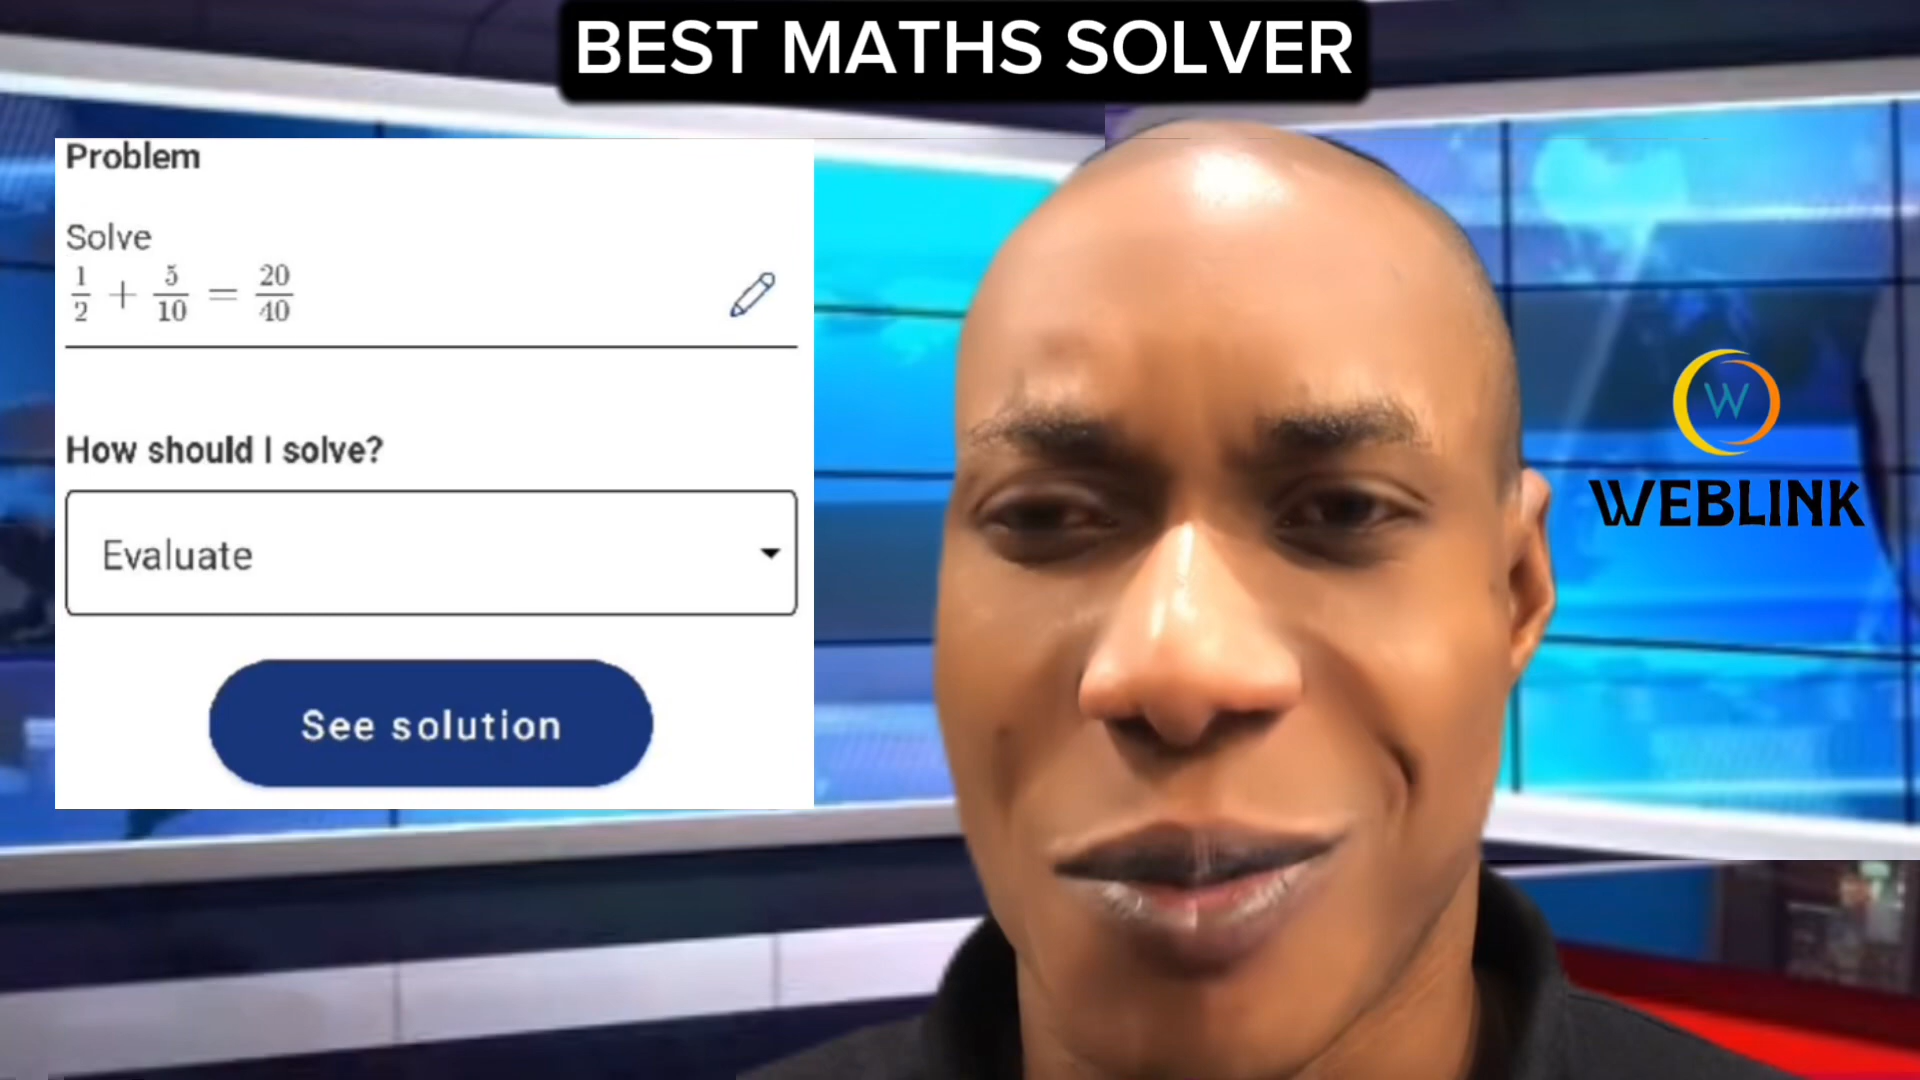 BEST MATHS SOLVER
Problem
Solve
1/2 + 5/10 = 20/40
How should I solve?
Evaluate
See solution
W
WEBLINK